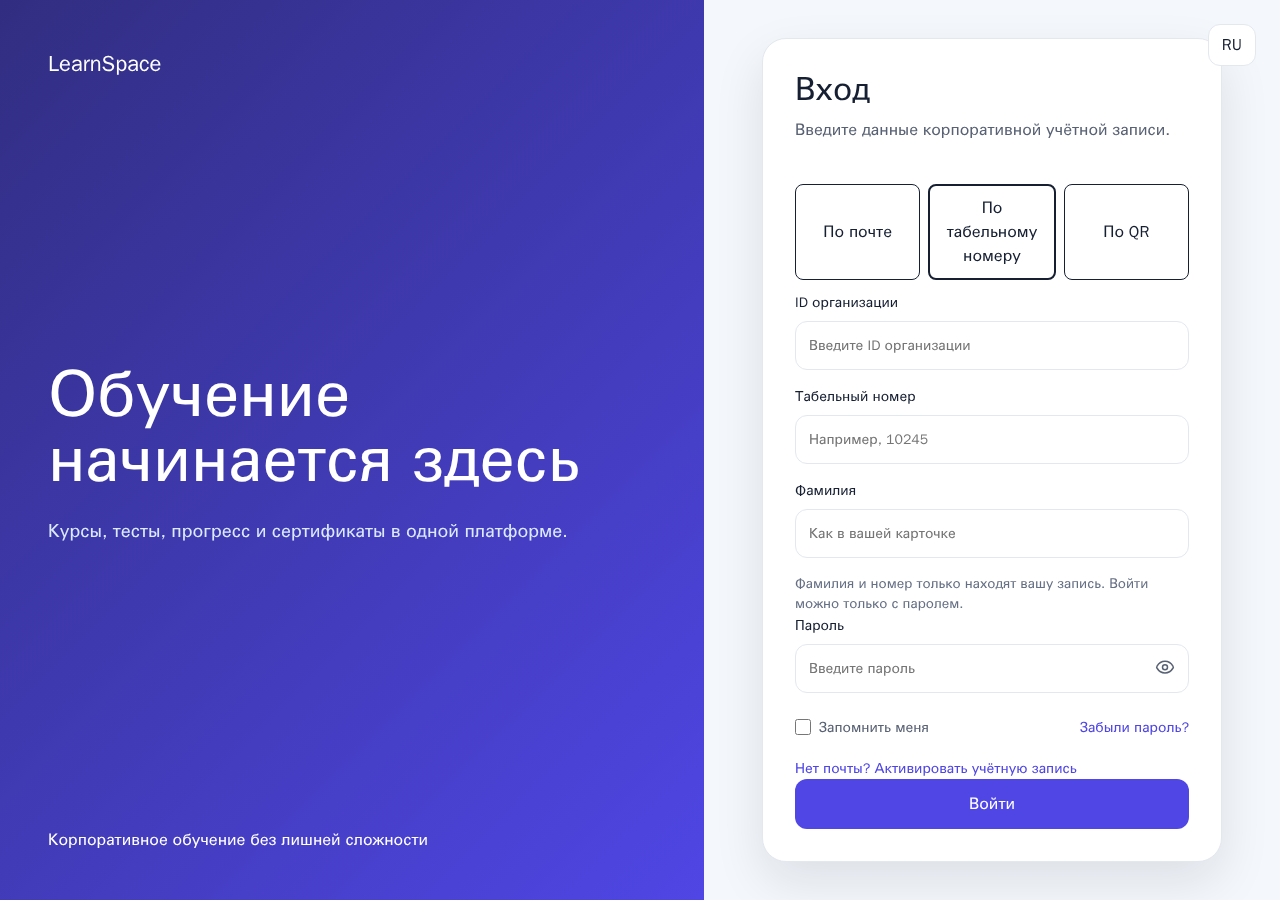 LearnSpace
Обучение
начинается здесь
Курсы, тесты, прогресс и сертификаты в одной платформе.
Корпоративное обучение без лишней сложности
RU
Вход
Введите данные корпоративной учётной записи.
По почте
По
табельному
номеру
По QR
ID организации
Введите ID организации
Табельный номер
Например, 10245
Фамилия
Как в вашей карточке
Фамилия и номер только находят вашу запись. Войти
можно только с паролем.
Пароль
Введите пароль
Запомнить меня
Забыли пароль?
Нет почты? Активировать учётную запись
Войти